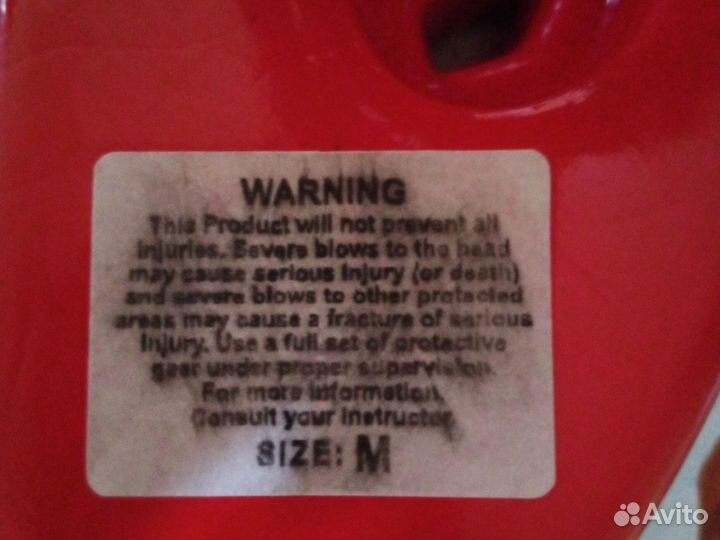 WARNING
This Product will not prevent all
injuries. Severe blows to the head
may cause serious injury (or death)
and severe blows to other protected
areas may cause a fracture of serious
Injury. Use a full set of protective
gear under proper supervision.
For more information,
Consult your instructor.
SIZE: M
Avito